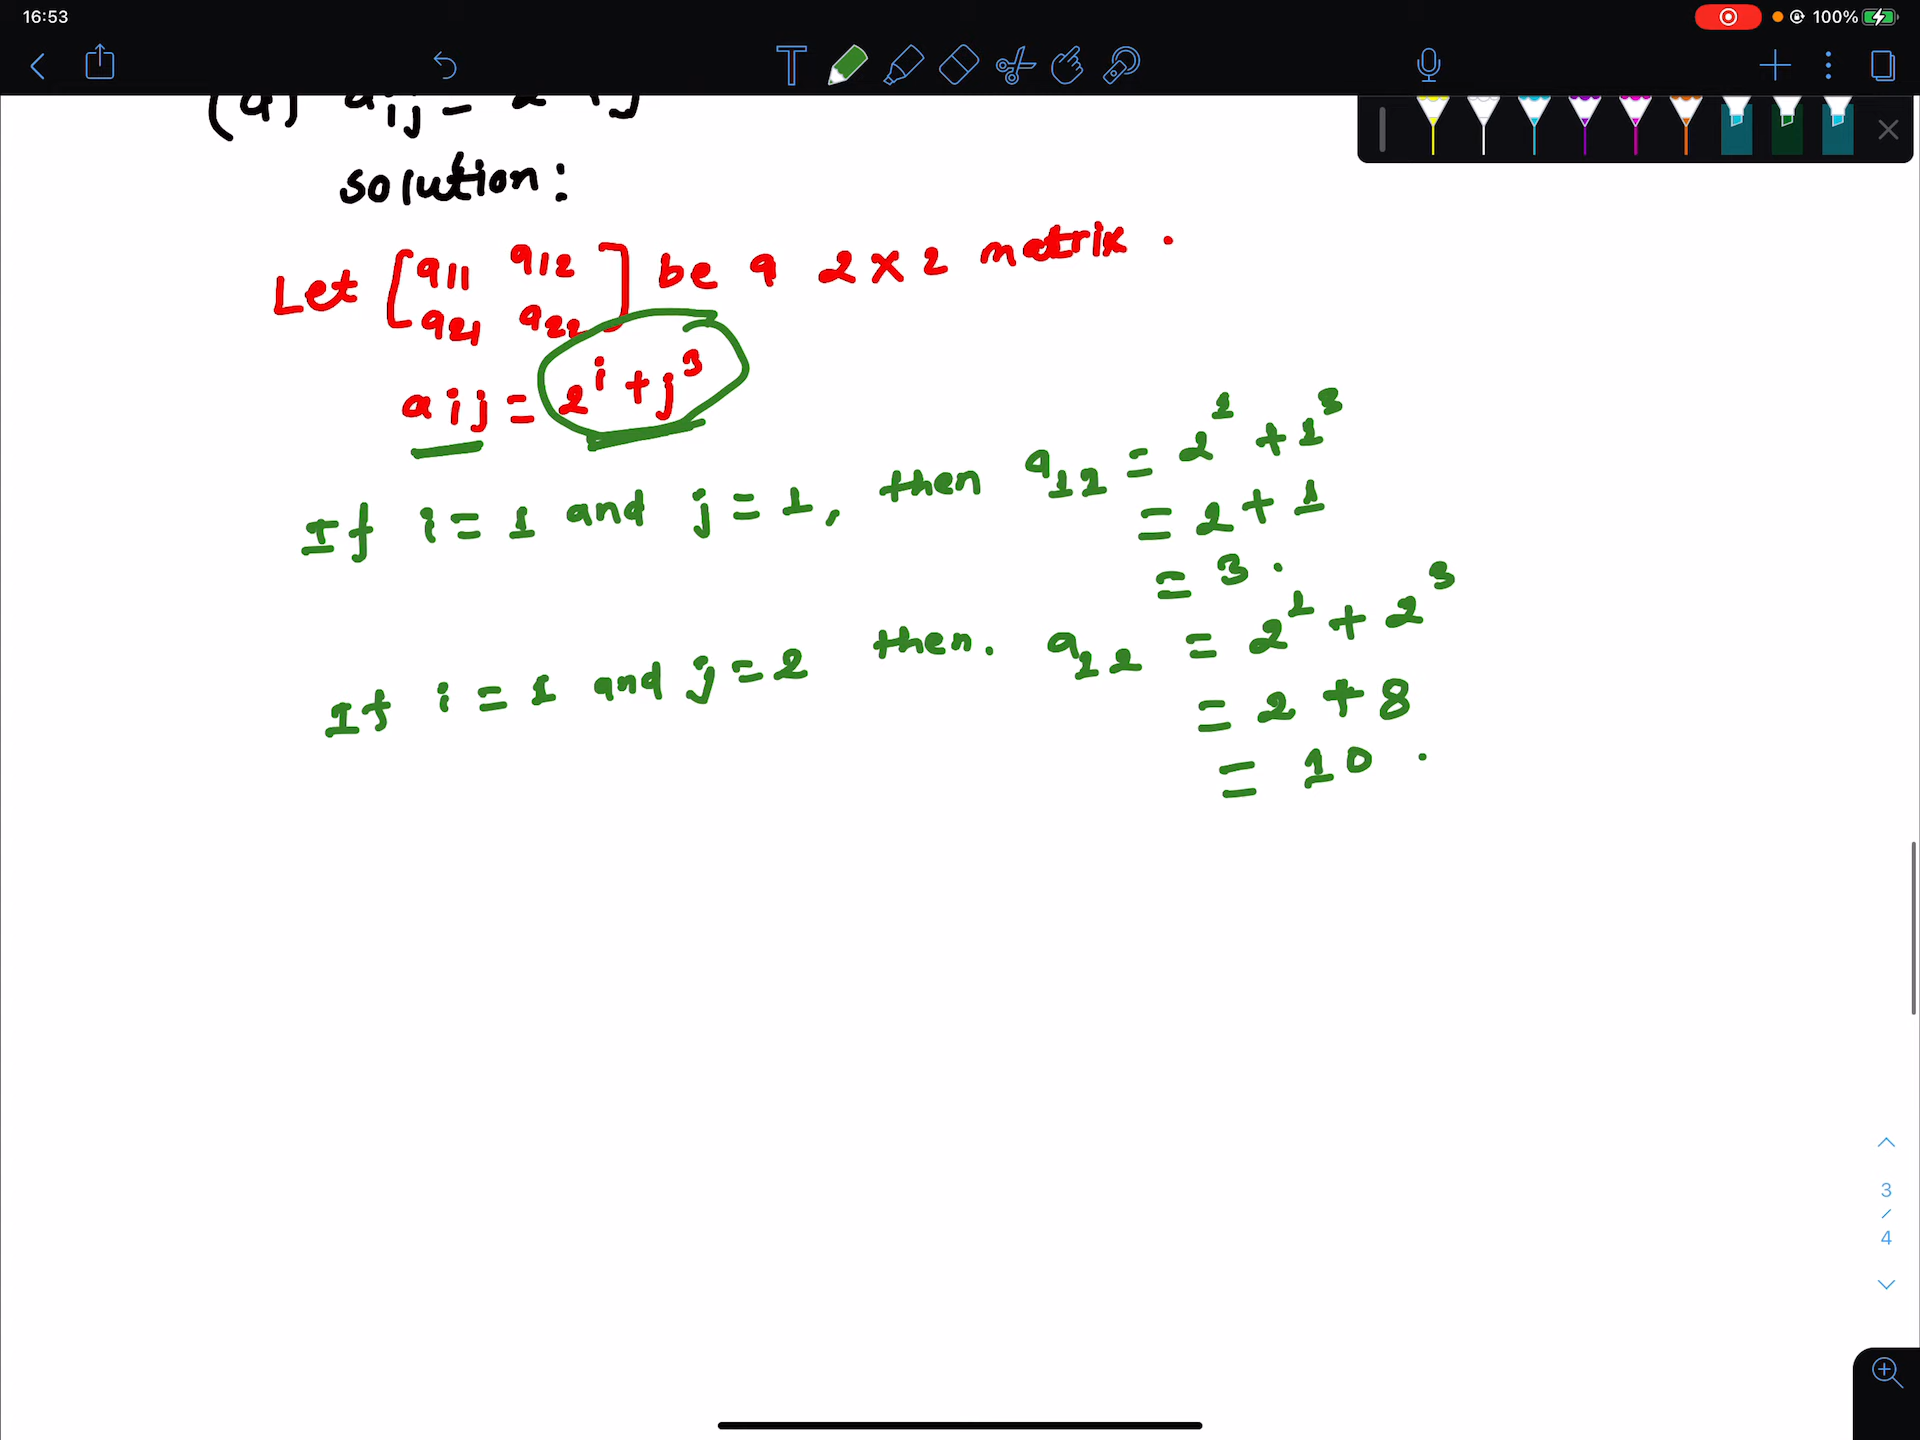 16:53
100%
(a) aij =
solution:
Let [a11 a12
a21 a22] be a 2 x 2 matrix.
aij = 2^i + j^3
If i = 1 and j = 1, then a11 = 2^1 + 1^3
= 2 + 1
= 3.
If i = 1 and j = 2 then. a12 = 2^1 + 2^3
= 2 + 8
= 10.
3
/
4